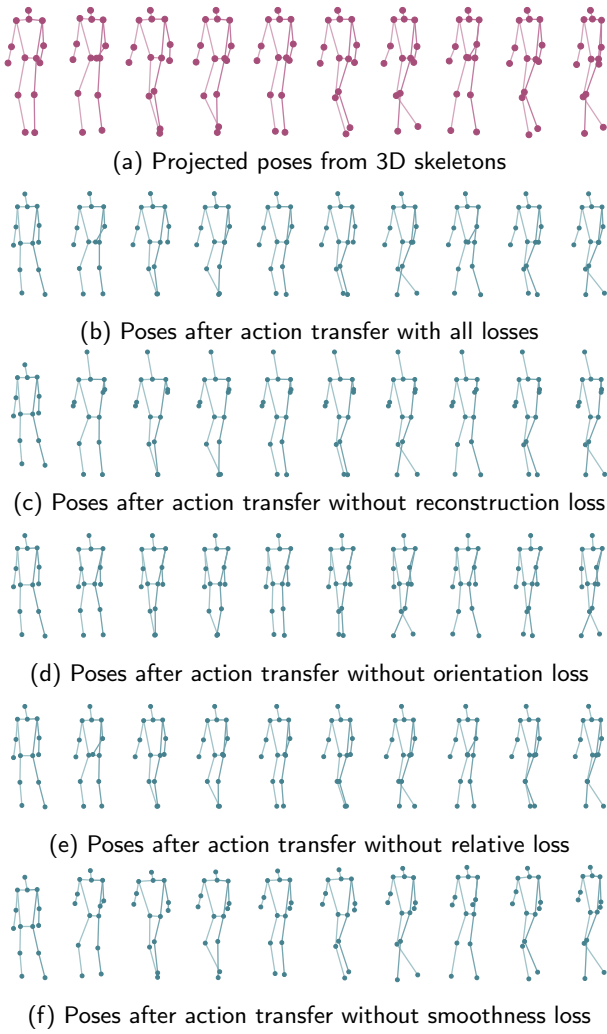 (a) Projected poses from 3D skeletons
(b) Poses after action transfer with all losses
(c) Poses after action transfer without reconstruction loss
(d) Poses after action transfer without orientation loss
(e) Poses after action transfer without relative loss
(f) Poses after action transfer without smoothness loss